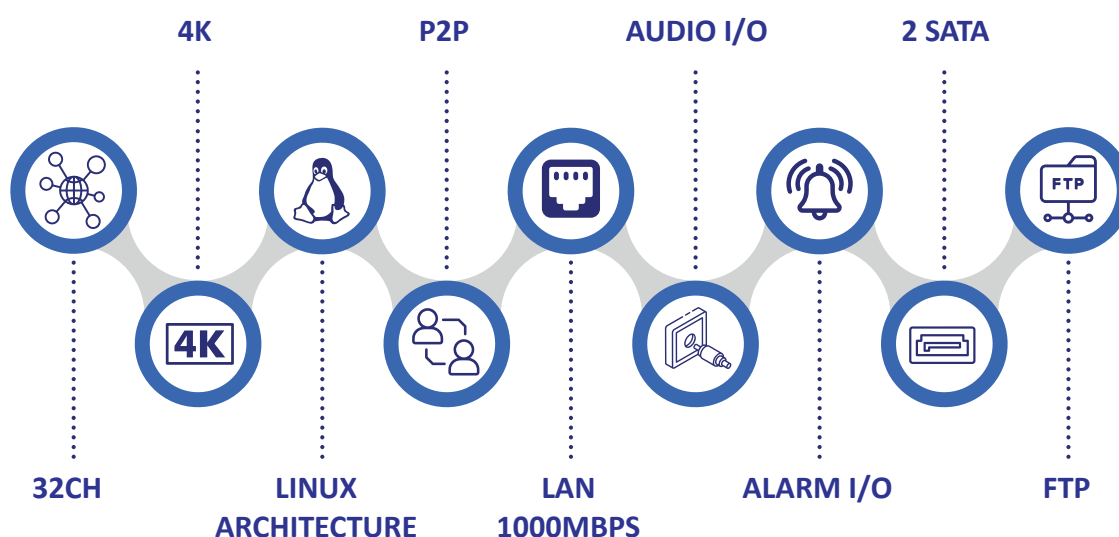 4K
P2P
AUDIO I/O
2 SATA
FTP
4K
32CH
LINUX
ARCHITECTURE
LAN
1000MBPS
ALARM I/O
FTP